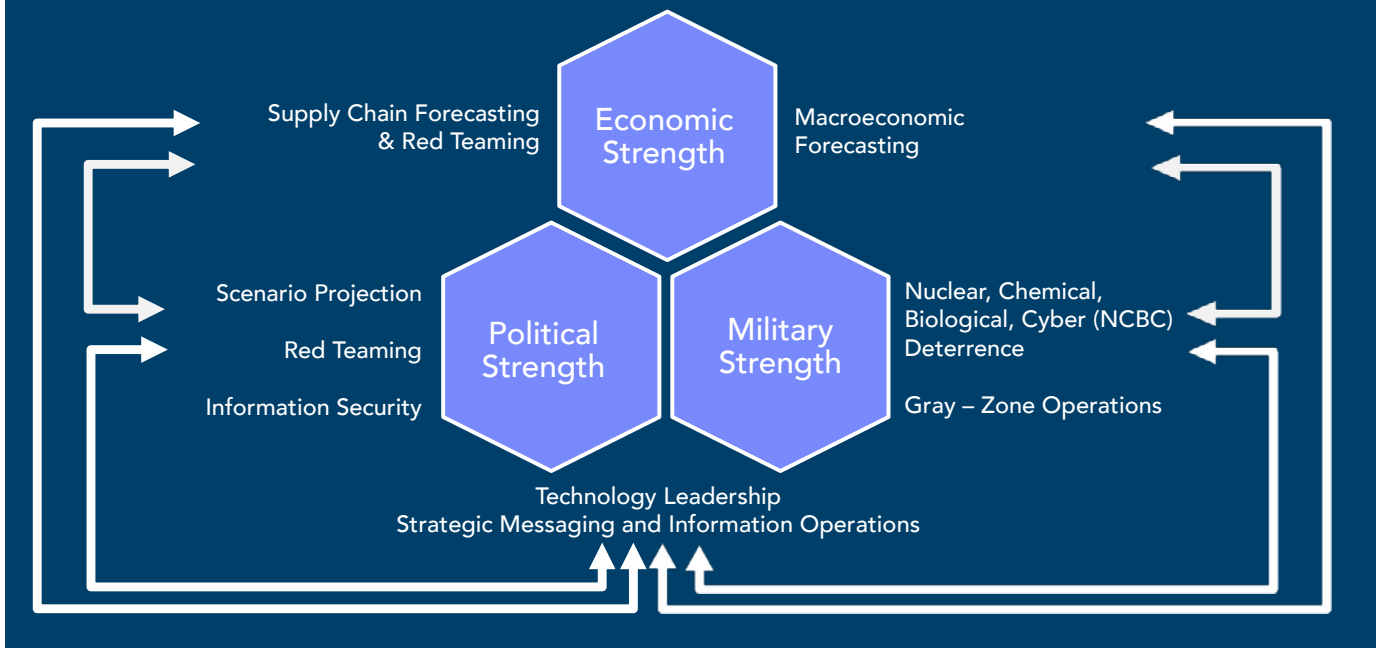 Supply Chain Forecasting
& Red Teaming
Economic
Strength
Macroeconomic
Forecasting
Scenario Projection
Red Teaming
Information Security
Political
Strength
Military
Strength
Nuclear, Chemical,
Biological, Cyber (NCBC)
Deterrence
Gray – Zone Operations
Technology Leadership
Strategic Messaging and Information Operations